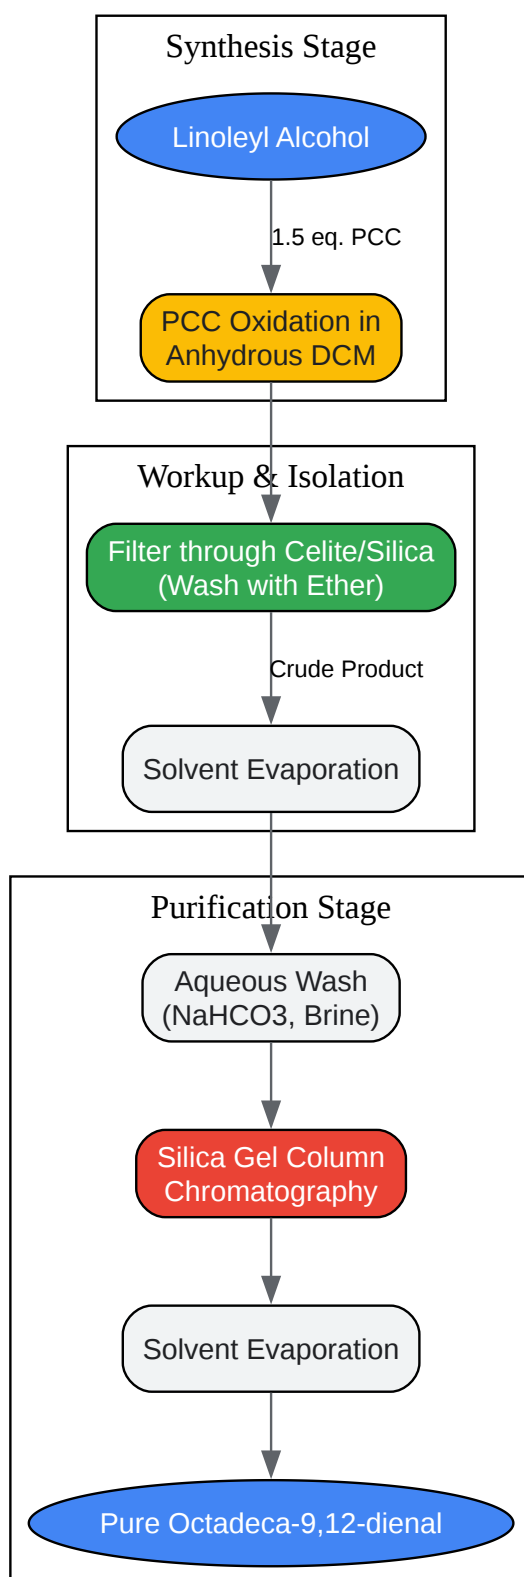 Synthesis Stage
Linoleyl Alcohol
1.5 eq. PCC
PCC Oxidation in
Anhydrous DCM
Workup & Isolation
Filter through Celite/Silica
(Wash with Ether)
Crude Product
Solvent Evaporation
Purification Stage
Aqueous Wash
(NaHCO3, Brine)
Silica Gel Column
Chromatography
Solvent Evaporation
Pure Octadeca-9,12-dienal